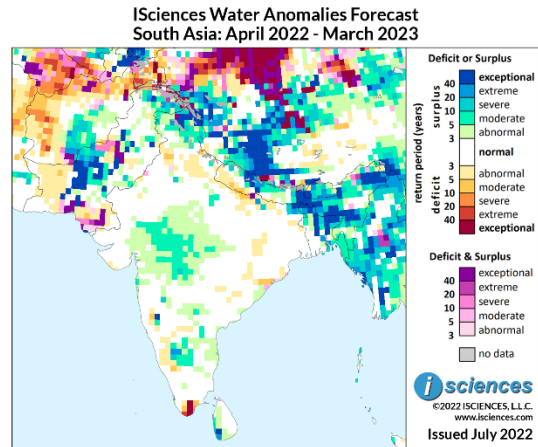 ISciences Water Anomalies Forecast
South Asia: April 2022 - March 2023
Deficit or Surplus
return period (years)
surplus
deficit
exceptional
40
extreme
20
severe
10
moderate
5
abnormal
3
normal
3
abnormal
5
moderate
10
severe
20
extreme
40
exceptional
Deficit & Surplus
exceptional
40
extreme
20
severe
10
moderate
5
abnormal
3
no data
i sciences
©2022 ISCIENCES, L.L.C.
www.isciences.com
Issued July 2022